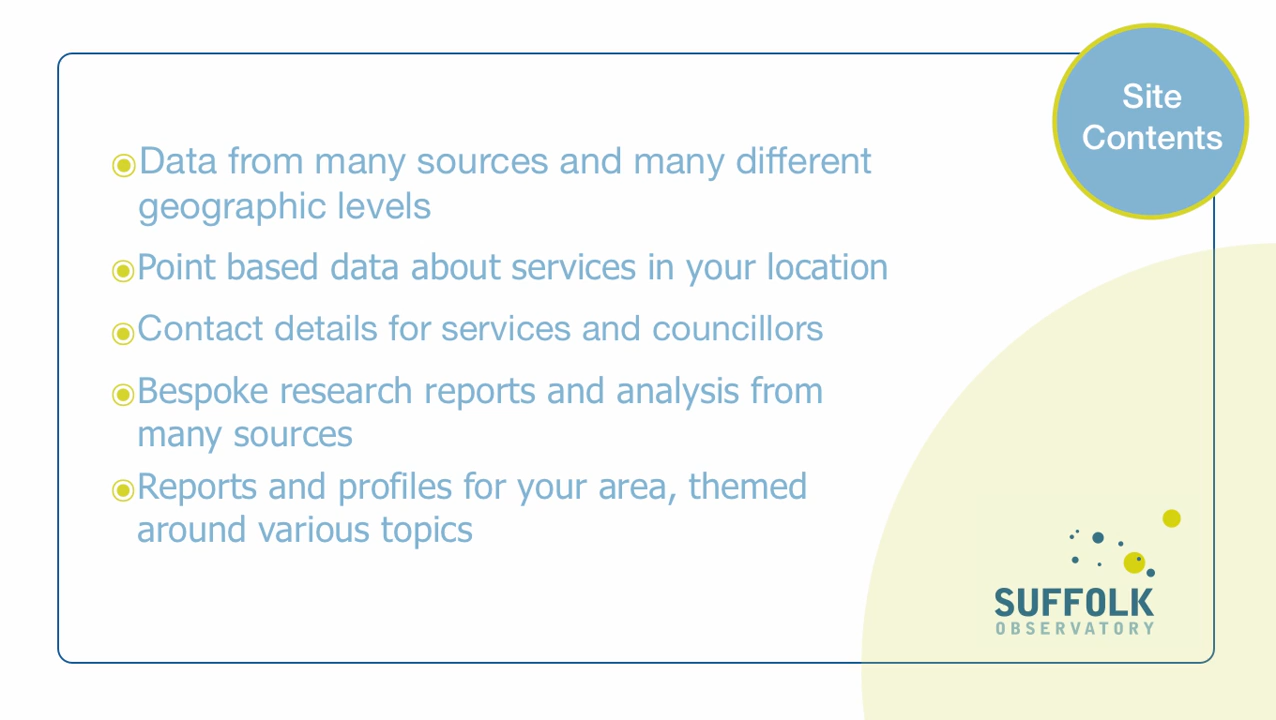 Site
Contents
Data from many sources and many different
geographic levels
Point based data about services in your location
Contact details for services and councillors
Bespoke research reports and analysis from
many sources
Reports and profiles for your area, themed
around various topics
SUFFOLK
OBSERVATORY